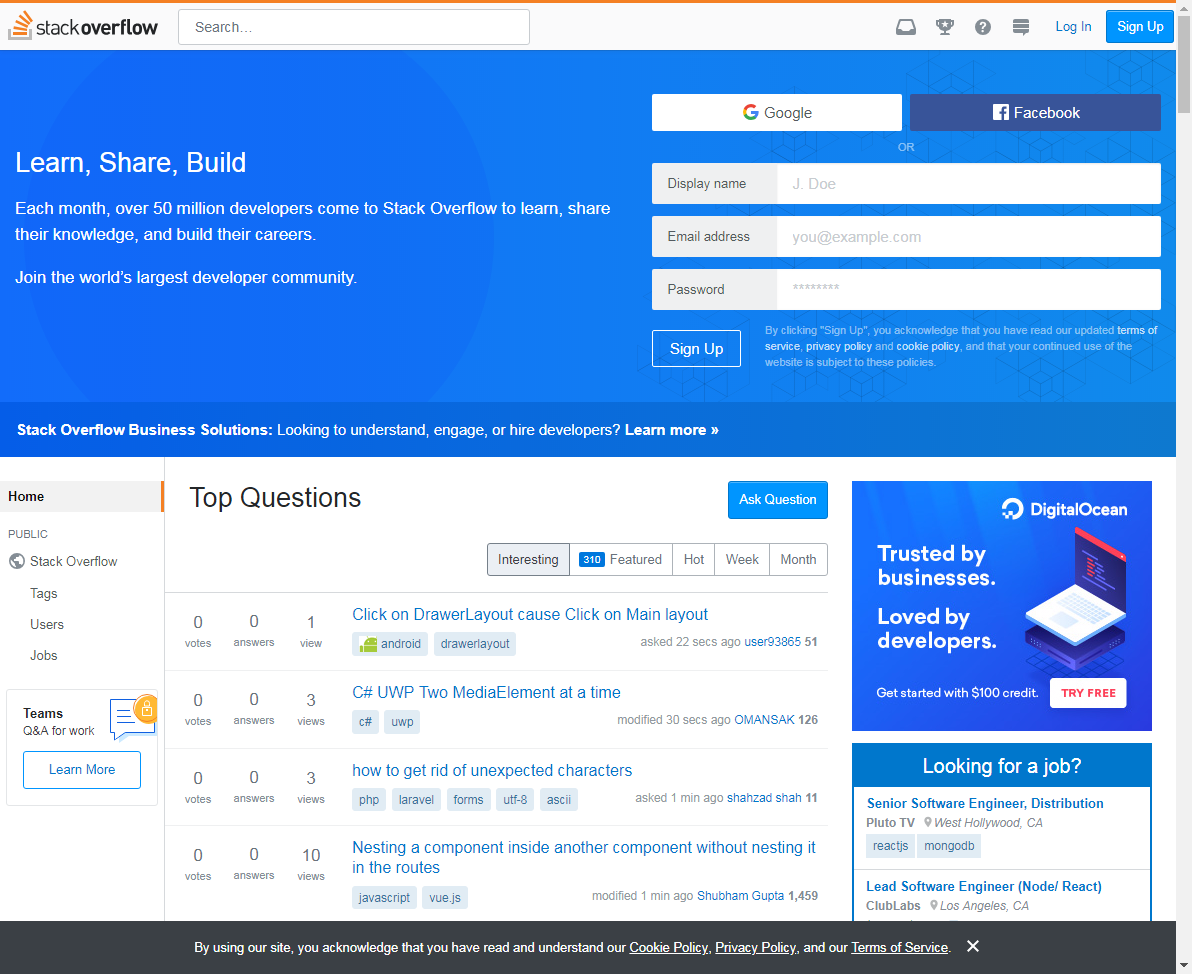 stackoverflow
Search…
Log In
Sign Up
Google
Facebook
OR
Learn, Share, Build
Each month, over 50 million developers come to Stack Overflow to learn, share
their knowledge, and build their careers.
Join the world’s largest developer community.
Display name
J. Doe
Email address
you@example.com
Password
********
Sign Up
By clicking "Sign Up", you acknowledge that you have read our updated terms of
service, privacy policy and cookie policy, and that your continued use of the
website is subject to these policies.
Stack Overflow Business Solutions: Looking to understand, engage, or hire developers? Learn more »
Home
PUBLIC
Stack Overflow
Tags
Users
Jobs
Teams
Q&A for work
Learn More
Top Questions
Ask Question
Interesting
310 Featured
Hot
Week
Month
0 votes
0 answers
1 view
Click on DrawerLayout cause Click on Main layout
android drawerlayout
asked 22 secs ago user93865 51
0 votes
0 answers
3 views
C# UWP Two MediaElement at a time
c# uwp
modified 30 secs ago OMANSAK 126
0 votes
0 answers
3 views
how to get rid of unexpected characters
php laravel forms utf-8 ascii
asked 1 min ago shahzad shah 11
0 votes
0 answers
10 views
Nesting a component inside another component without nesting it
in the routes
javascript vue.js
modified 1 min ago Shubham Gupta 1,459
DigitalOcean
Trusted by
businesses.
Loved by
developers.
Get started with $100 credit.
TRY FREE
Looking for a job?
Senior Software Engineer, Distribution
Pluto TV West Hollywood, CA
reactjs mongodb
Lead Software Engineer (Node/ React)
ClubLabs Los Angeles, CA
By using our site, you acknowledge that you have read and understand our Cookie Policy, Privacy Policy, and our Terms of Service.